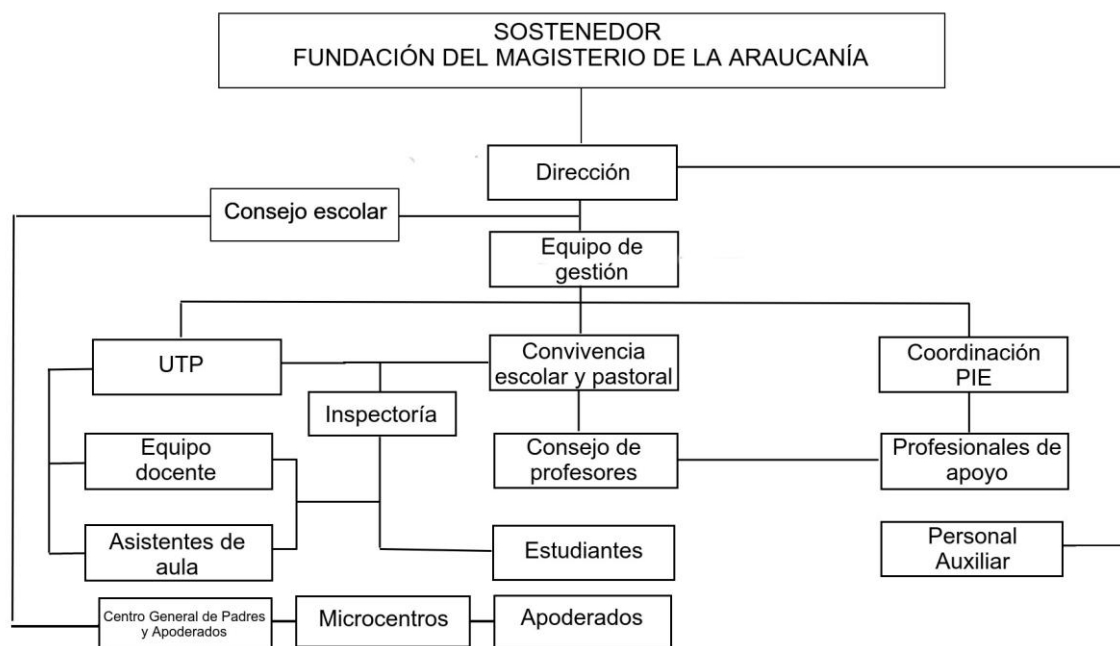 SOSTENEDOR
FUNDACIÓN DEL MAGISTERIO DE LA ARAUCANÍA
Dirección
Consejo escolar
Equipo de
gestión
UTP
Convivencia
escolar y pastoral
Coordinación
PIE
Inspectoría
Equipo
docente
Consejo de
profesores
Profesionales de
apoyo
Asistentes de
aula
Estudiantes
Personal
Auxiliar
Centro General de Padres
y Apoderados
Microcentros
Apoderados